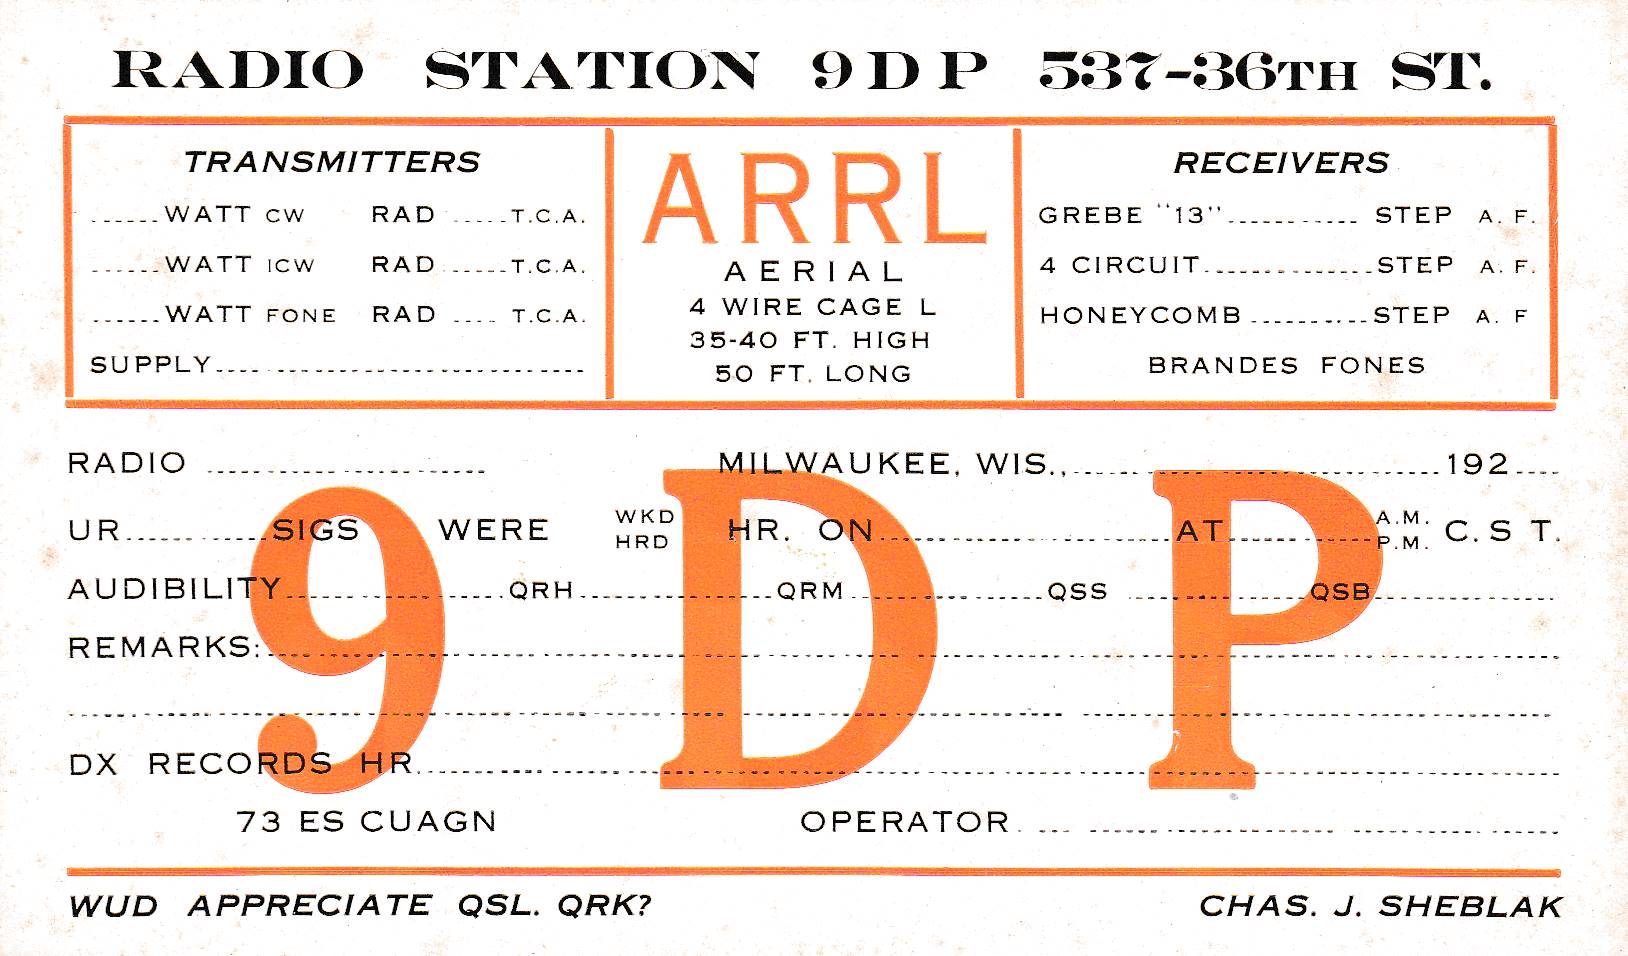 RADIO STATION 9DP 537-36TH ST.
TRANSMITTERS
......WATT CW RAD .....T.C.A.
......WATT ICW RAD .....T.C.A.
......WATT FONE RAD .... T.C.A.
SUPPLY..............................
ARRL
AERIAL
4 WIRE CAGE L
35-40 FT. HIGH
50 FT. LONG
RECEIVERS
GREBE "13"........... STEP A. F.
4 CIRCUIT..............STEP A. F.
HONEYCOMB ..........STEP A. F
BRANDES FONES
9 D P
RADIO .................... MILWAUKEE, WIS.,..............................192....
UR..........SIGS WERE WKD HRD HR. ON....................AT..........A.M. P.M. C. S T.
AUDIBILITY...............QRH.............QRM.............QSS ............QSB............
REMARKS:..............................
DX RECORDS HR..............................
73 ES CUAGN OPERATOR..............................
WUD APPRECIATE QSL. QRK? CHAS. J. SHEBLAK